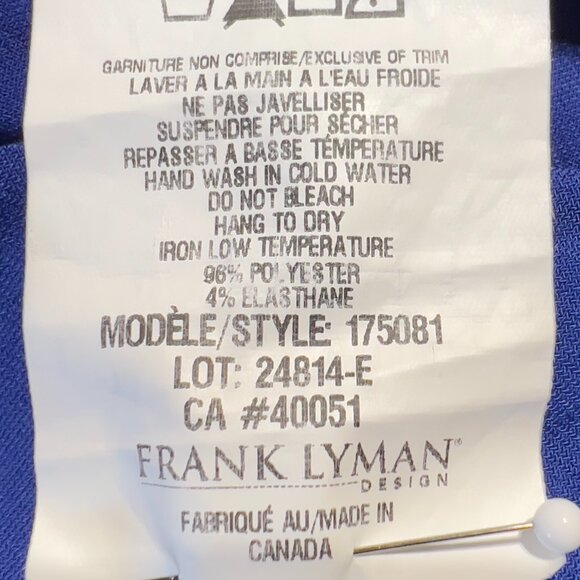 GARNITURE NON COMPRISE/EXCLUSIVE OF TRIM
LAVER A LA MAIN A L'EAU FROIDE
NE PAS JAVELLISER
SUSPENDRE POUR SÉCHER
REPASSER A BASSE TEMPÉRATURE
HAND WASH IN COLD WATER
DO NOT BLEACH
HANG TO DRY
IRON LOW TEMPERATURE
96% POLYESTER
4% ELASTHANE
MODÈLE/STYLE: 175081
LOT: 24814-E
CA #40051
FRANK LYMAN®
DESIGN
FABRIQUÉ AU/MADE IN
CANADA